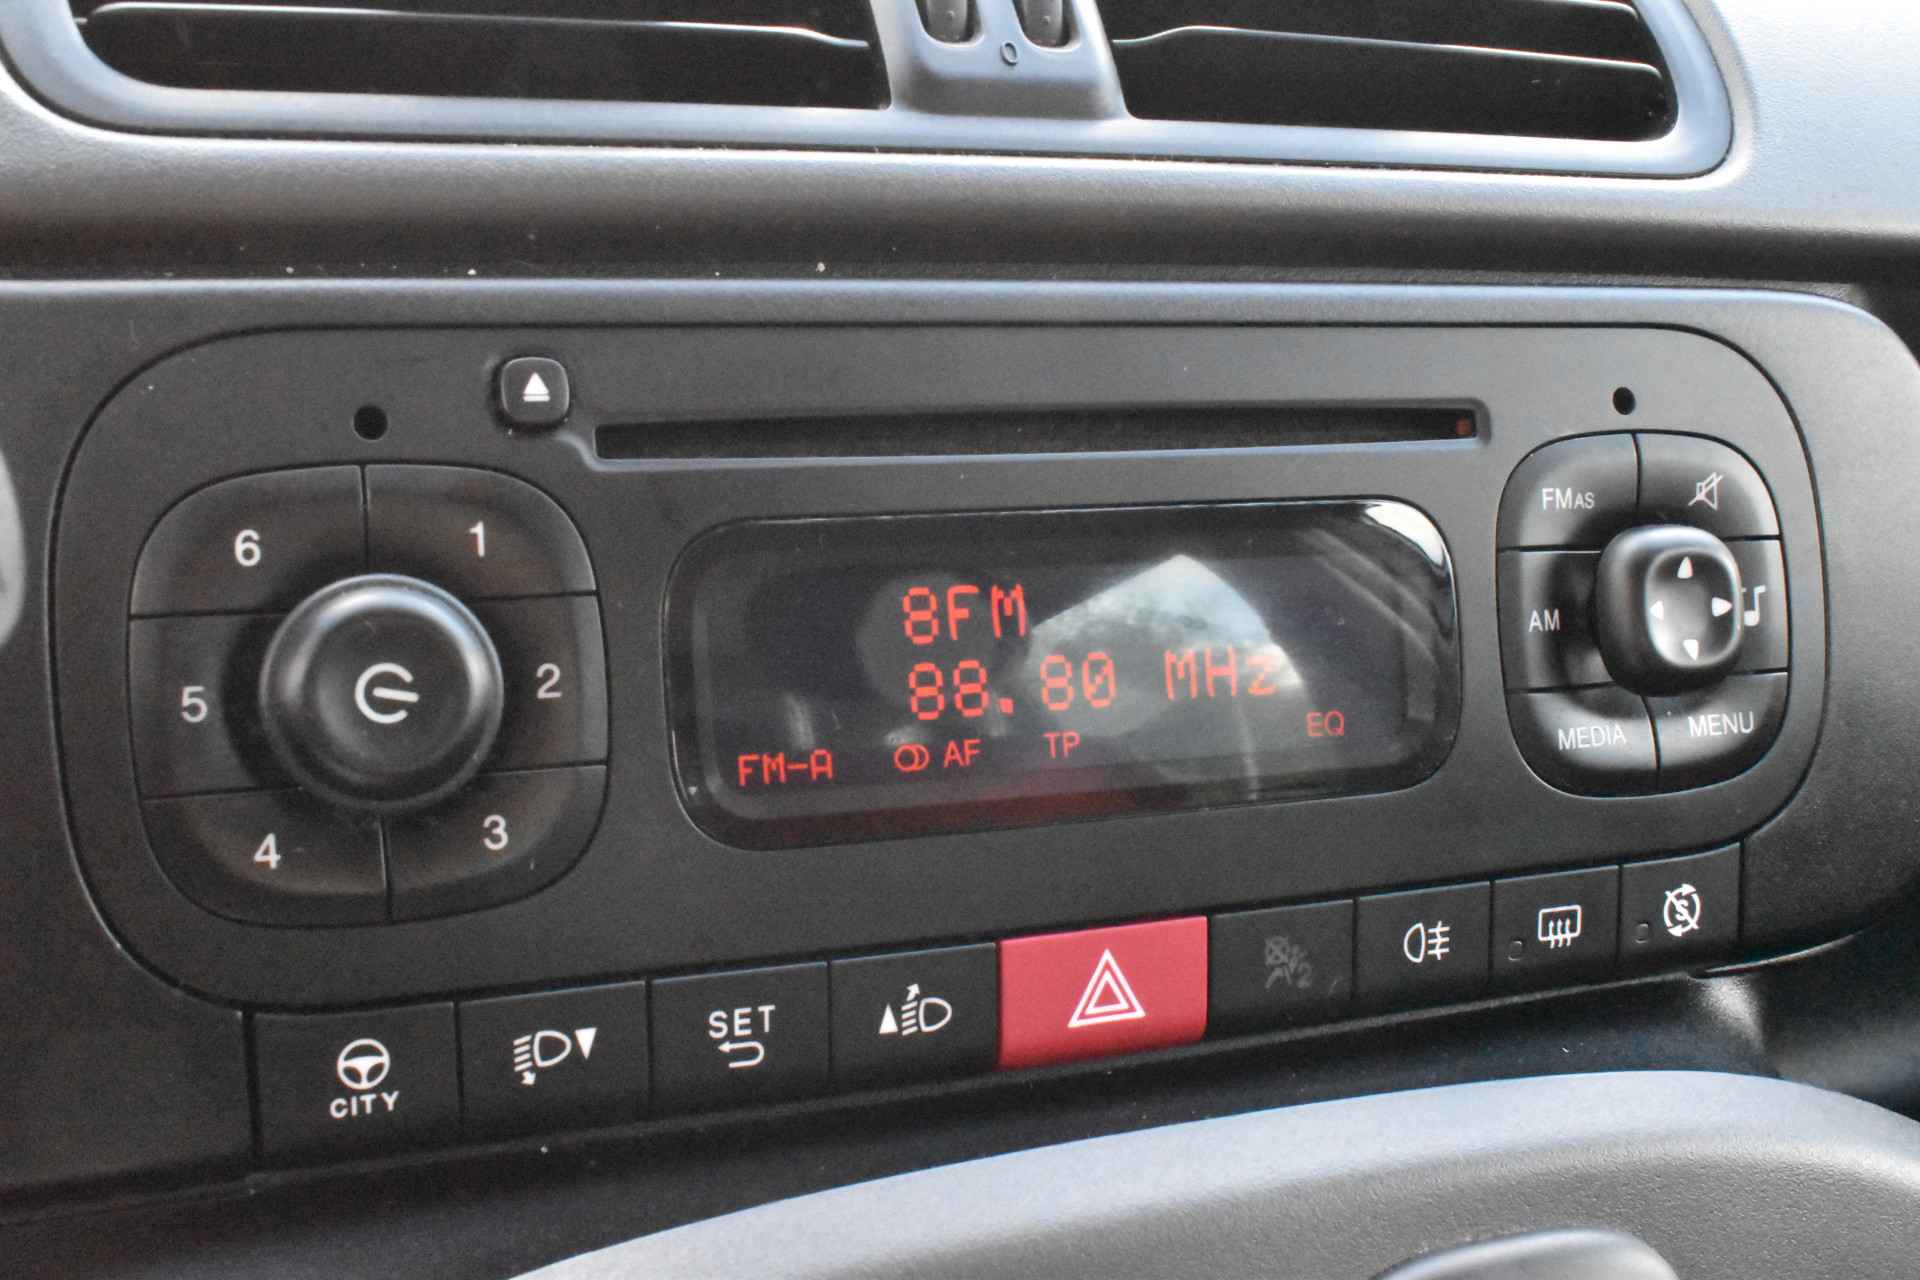 6
1
8FM
FMAS
5
2
88.80 MHz
AM
FM-A
AF
TP
EQ
MEDIA
MENU
4
3
SET
CITY